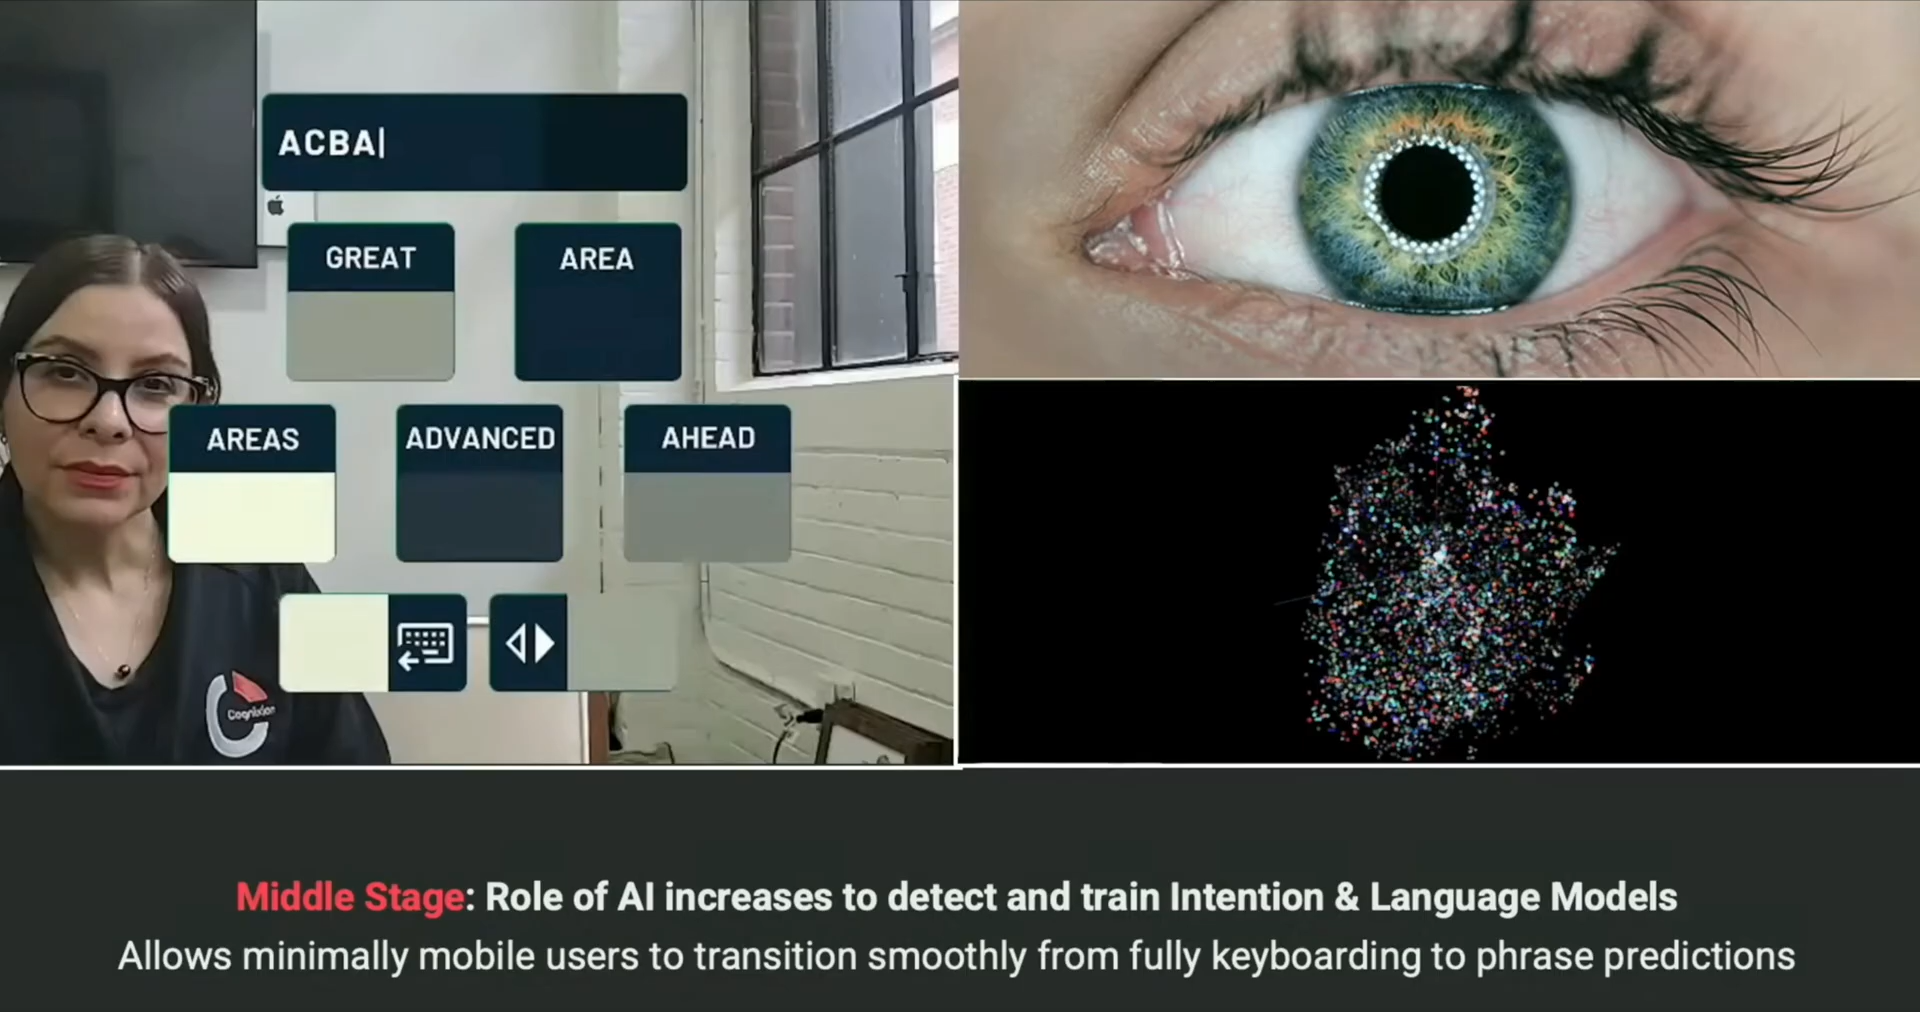 ACBA|
GREAT
AREA
AREAS
ADVANCED
AHEAD
Cognixion
Middle Stage: Role of AI increases to detect and train Intention & Language Models
Allows minimally mobile users to transition smoothly from fully keyboarding to phrase predictions